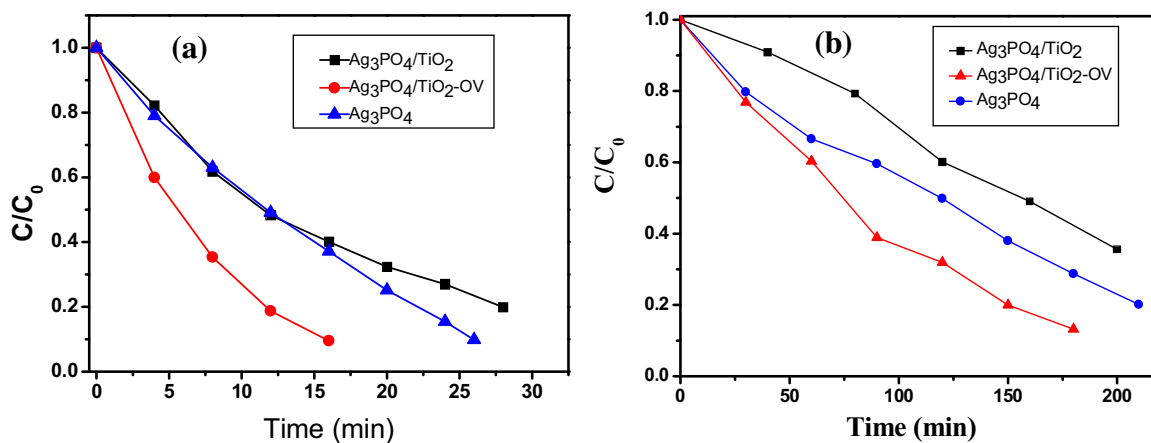 (a)
Ag3PO4/TiO2
Ag3PO4/TiO2-OV
Ag3PO4
C/C0
1.0
0.8
0.6
0.4
0.2
0.0
0 5 10 15 20 25 30
Time (min)
(b)
Ag3PO4/TiO2
Ag3PO4/TiO2-OV
Ag3PO4
C/C0
1.0
0.8
0.6
0.4
0.2
0.0
0 50 100 150 200
Time (min)